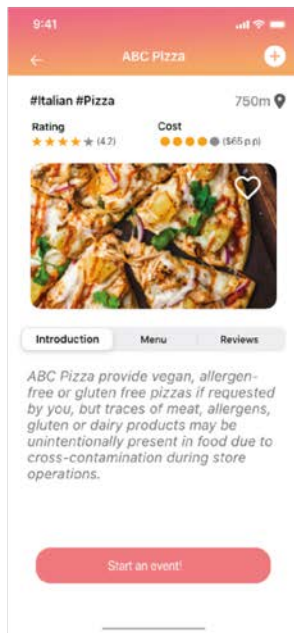 9:41
ABC Pizza
#Italian #Pizza
750m
Rating
Cost
(4.2)
($65 p.p)
Introduction
Menu
Reviews
ABC Pizza provide vegan, allergen-
free or gluten free pizzas if requested
by you, but traces of meat, allergens,
gluten or dairy products may be
unintentionally present in food due to
cross-contamination during store
operations.
Start an event!